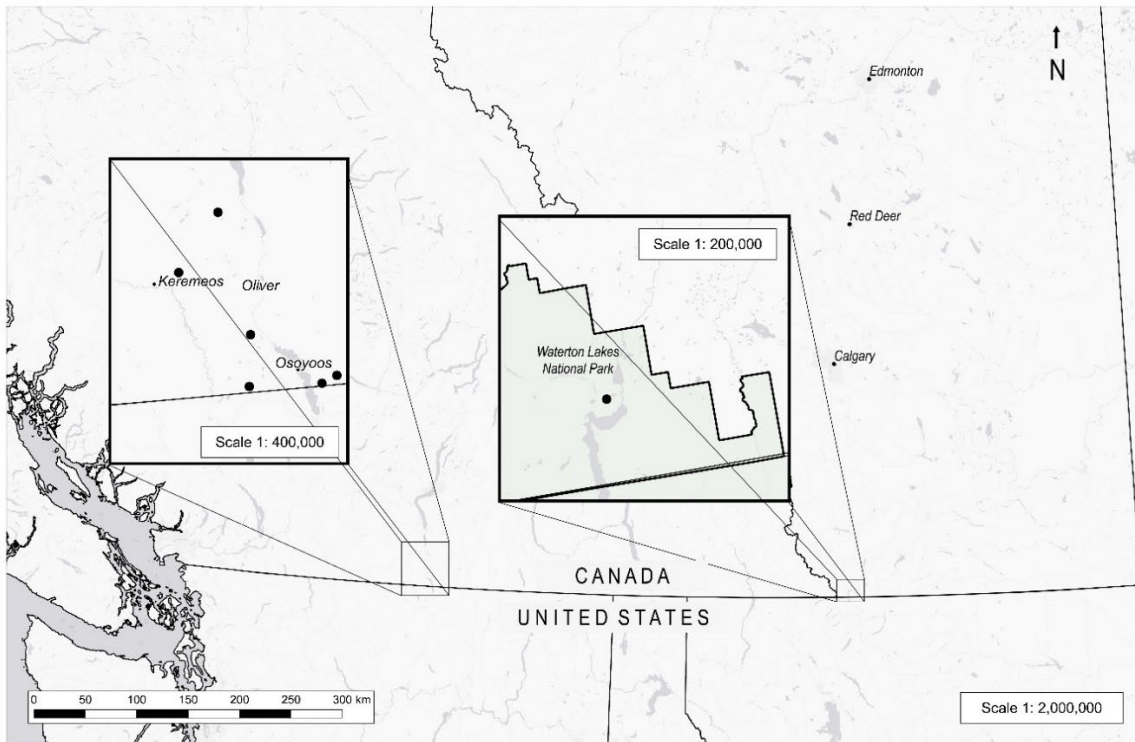 N
Edmonton
Red Deer
Calgary
Keremeos
Oliver
Osoyoos
Scale 1: 400,000
Scale 1: 200,000
Waterton Lakes
National Park
CANADA
UNITED STATES
0 50 100 150 200 250 300 km
Scale 1: 2,000,000